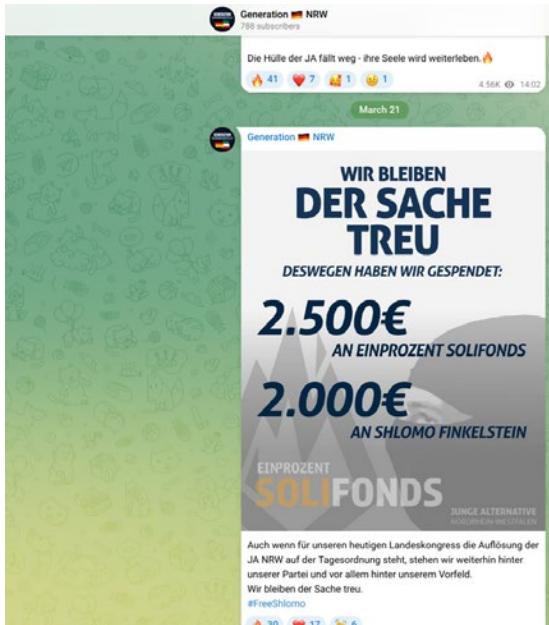 Generation 🇩🇪 NRW
788 subscribers
Die Hülle der JA fällt weg - ihre Seele wird weiterleben.🔥
🔥 41 ❤️ 7 🥰 1 🤨 1
4.56K 14:02
March 21
Generation 🇩🇪 NRW
WIR BLEIBEN
DER SACHE
TREU
DESWEGEN HABEN WIR GESPENDET:
2.500€
AN EINPROZENT SOLIFONDS
2.000€
AN SHLOMO FINKELSTEIN
EINPROZENT
SOLIFONDS
JUNGE ALTERNATIVE
NORDRHEIN-WESTFALEN
Auch wenn für unseren heutigen Landeskongress die Auflösung der
JA NRW auf der Tagesordnung steht, stehen wir weiterhin hinter
unserer Partei und vor allem hinter unserem Vorfeld.
Wir bleiben der Sache treu.
#FreeShlomo
🔥 30 ❤️ 17 6